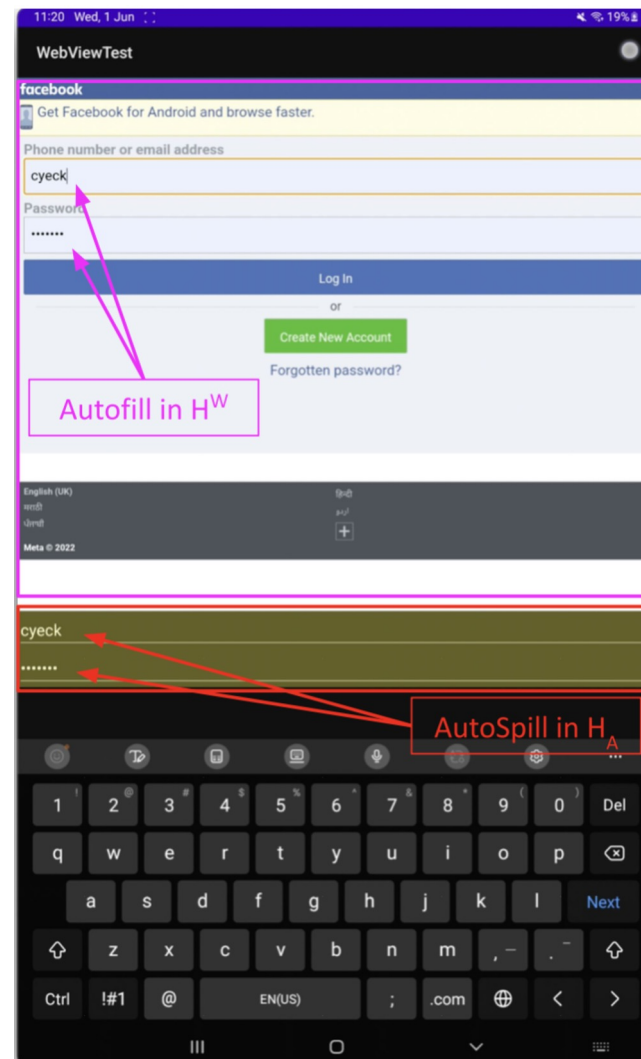 11:20 Wed, 1 Jun 19%
WebViewTest
facebook
Get Facebook for Android and browse faster.
Phone number or email address
cyeck
Password
•••••••
Log In
or
Create New Account
Forgotten password?
Autofill in H^W
English (UK) हिन्दी
मराठी اردو
ਪੰਜਾਬੀ +
Meta © 2022
cyeck
•••••••
AutoSpill in H_A
1 ! 2 @ 3 # 4 $ 5 % 6 ^ 7 & 8 * 9 ( 0 ) Del
q w e r t y u i o p
a s d f g h j k l Next
z x c v b n m , — . -
Ctrl !#1 @ EN(US) ; .com < >